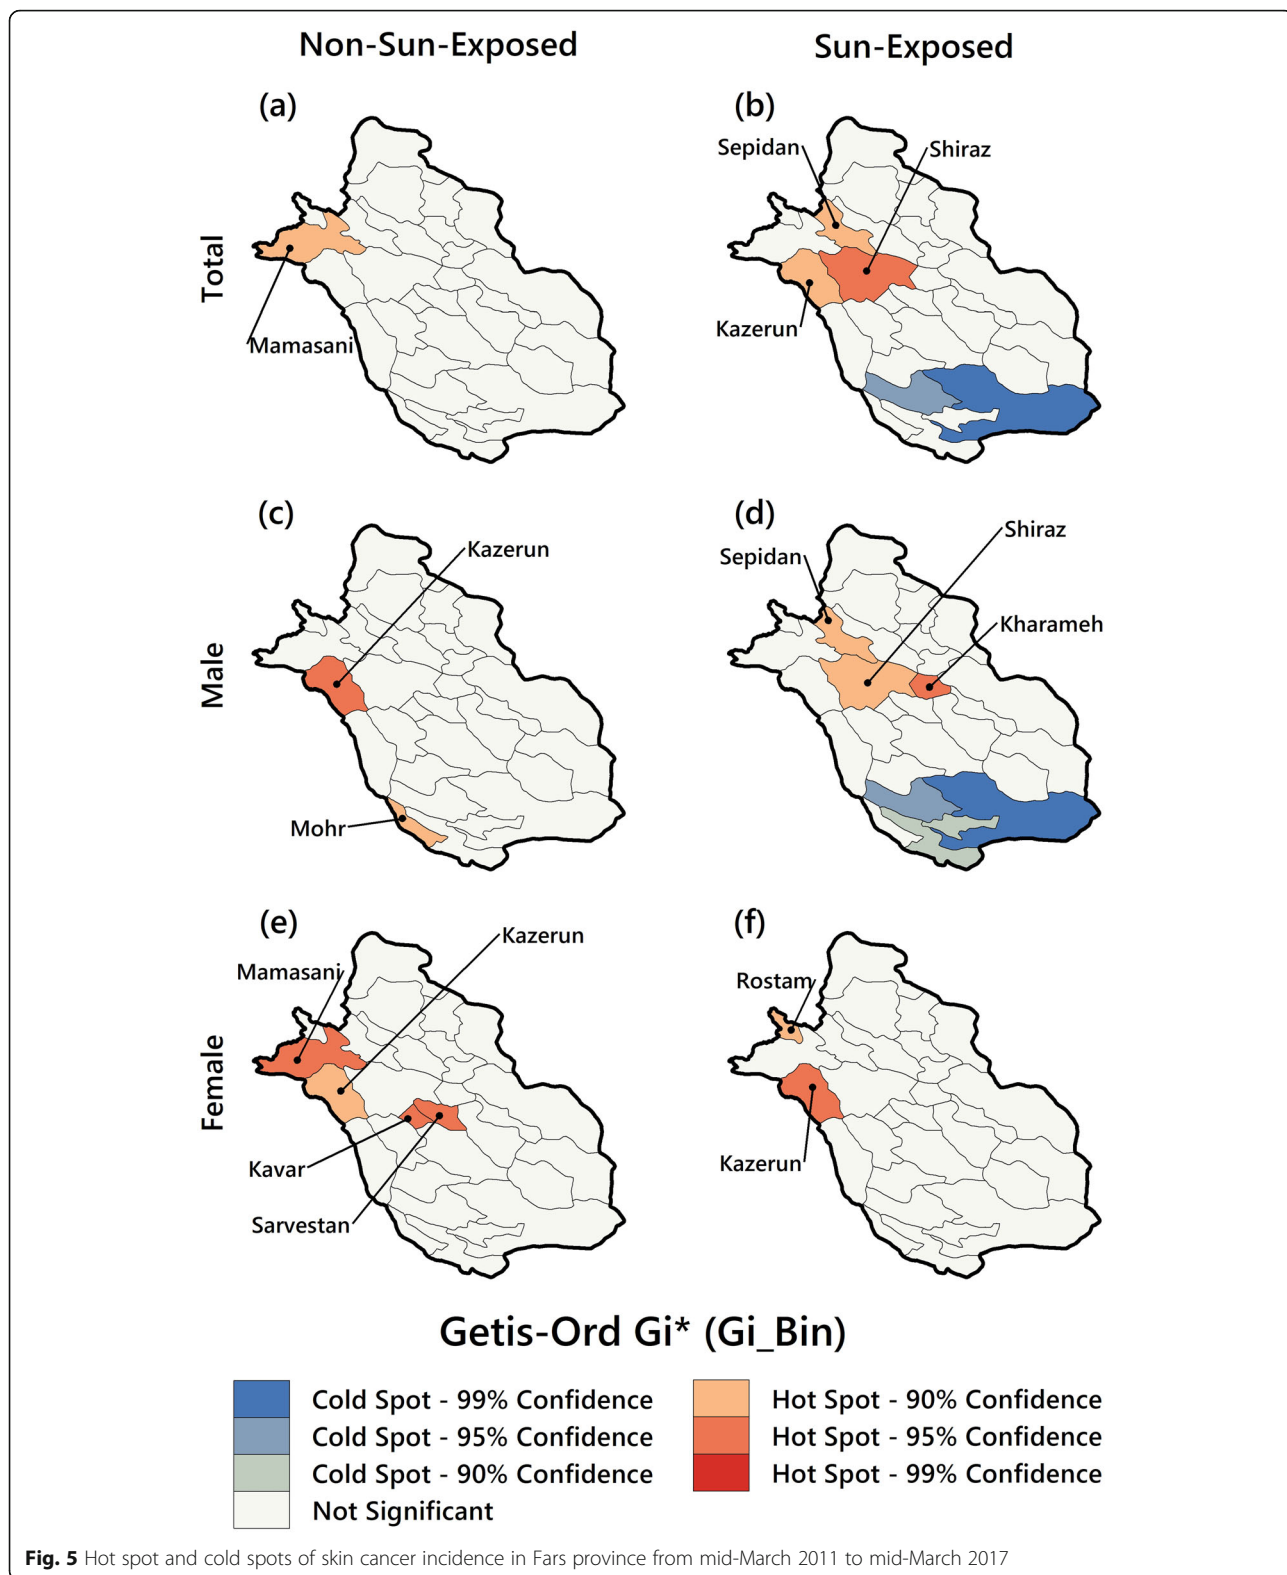 Non-Sun-Exposed
Sun-Exposed
(a)
(b)
Total
Mamasani
Sepidan
Shiraz
Kazerun
(c)
(d)
Male
Kazerun
Mohr
Sepidan
Shiraz
Kharameh
(e)
(f)
Female
Mamasani
Kazerun
Kavar
Sarvestan
Rostam
Kazerun
Getis-Ord Gi* (Gi_Bin)
Cold Spot - 99% Confidence
Cold Spot - 95% Confidence
Cold Spot - 90% Confidence
Not Significant
Hot Spot - 90% Confidence
Hot Spot - 95% Confidence
Hot Spot - 99% Confidence
Fig. 5 Hot spot and cold spots of skin cancer incidence in Fars province from mid-March 2011 to mid-March 2017